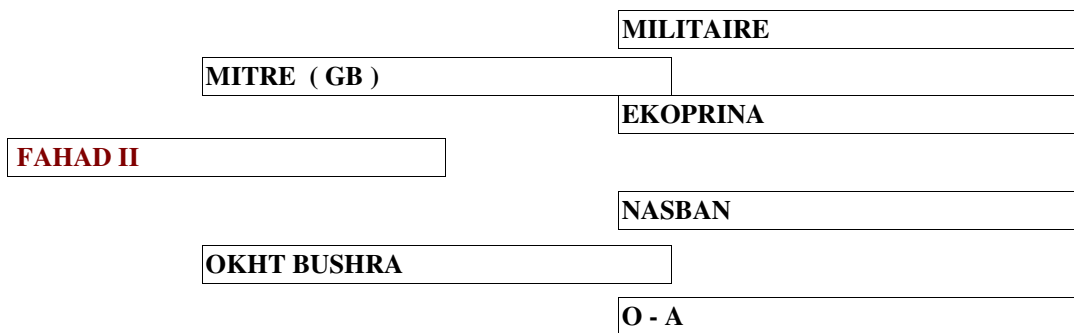 MILITAIRE
MITRE ( GB )
EKOPRINA
FAHAD II
NASBAN
OKHT BUSHRA
O - A